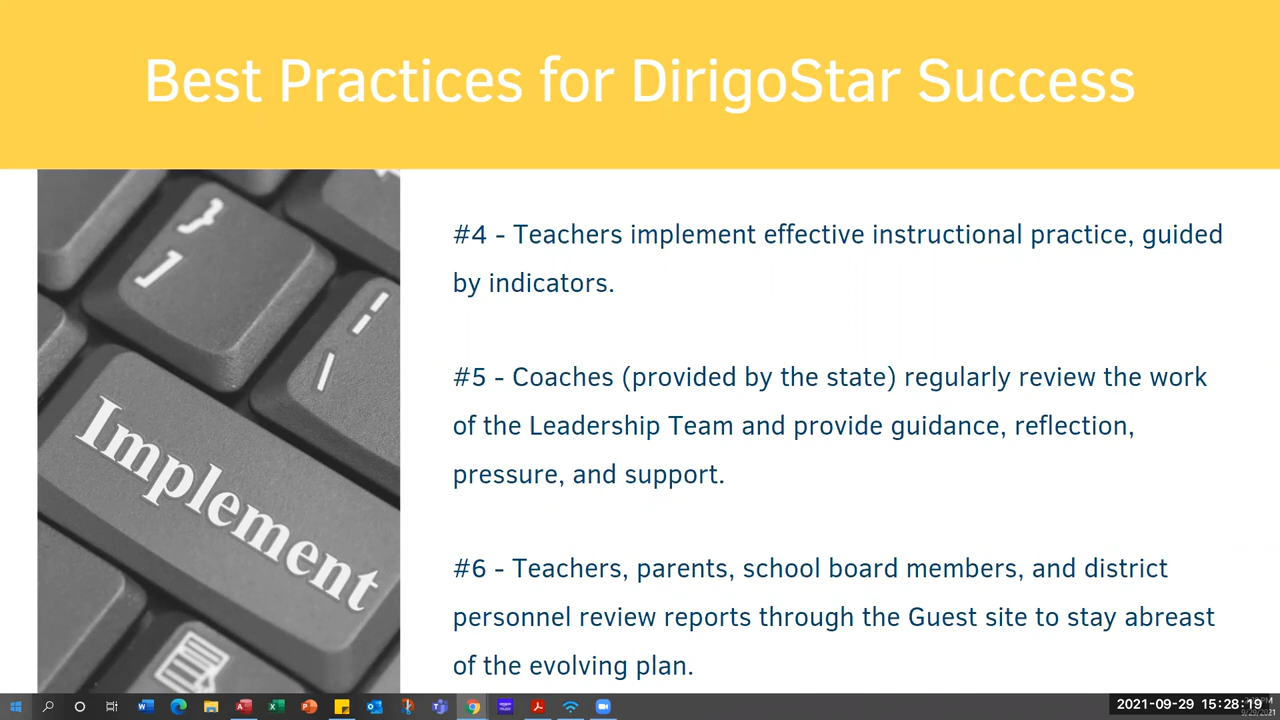 Best Practices for DirigoStar Success
#4 - Teachers implement effective instructional practice, guided
by indicators.
#5 - Coaches (provided by the state) regularly review the work
of the Leadership Team and provide guidance, reflection,
pressure, and support.
#6 - Teachers, parents, school board members, and district
personnel review reports through the Guest site to stay abreast
of the evolving plan.
}
]
Implement
2021-09-29 15:28:19